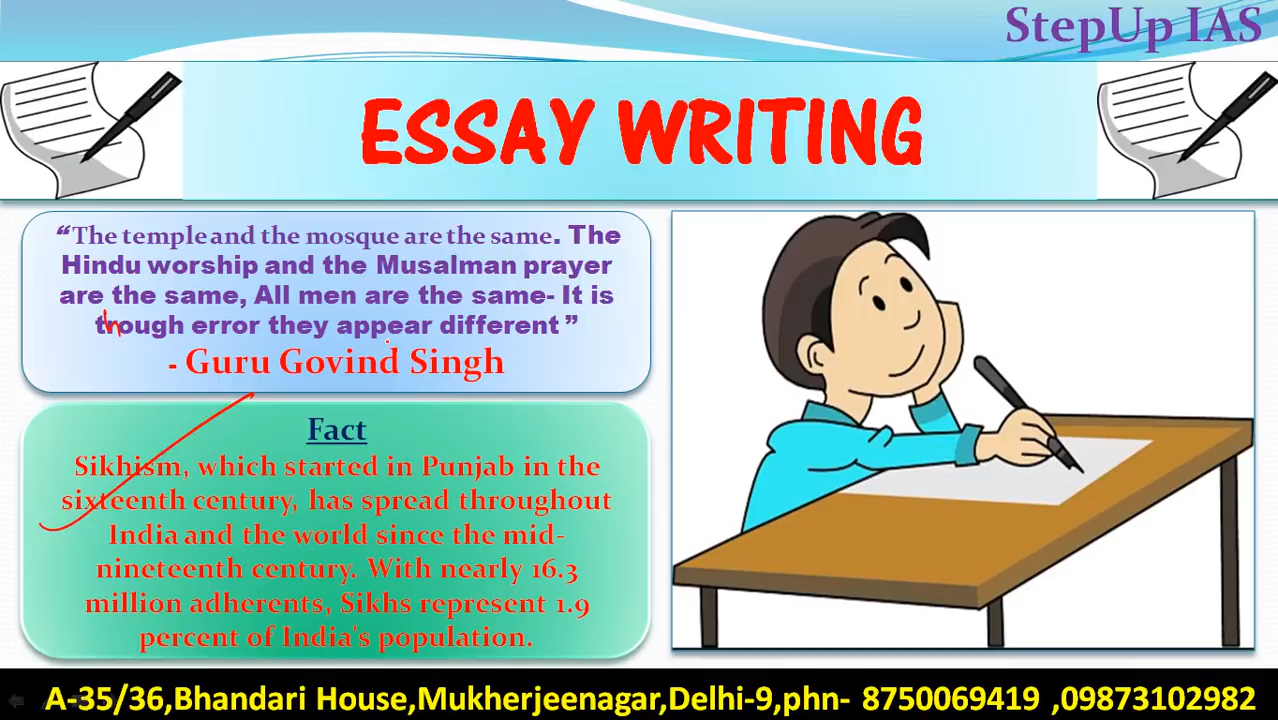 StepUp IAS
ESSAY WRITING
“The temple and the mosque are the same. The
Hindu worship and the Musalman prayer
are the same, All men are the same- It is
trough error they appear different ”
- Guru Govind Singh
Fact
Sikhism, which started in Punjab in the
sixteenth century, has spread throughout
India and the world since the mid-
nineteenth century. With nearly 16.3
million adherents, Sikhs represent 1.9
percent of India's population.
A-35/36,Bhandari House,Mukherjeenagar,Delhi-9,phn- 8750069419 ,09873102982